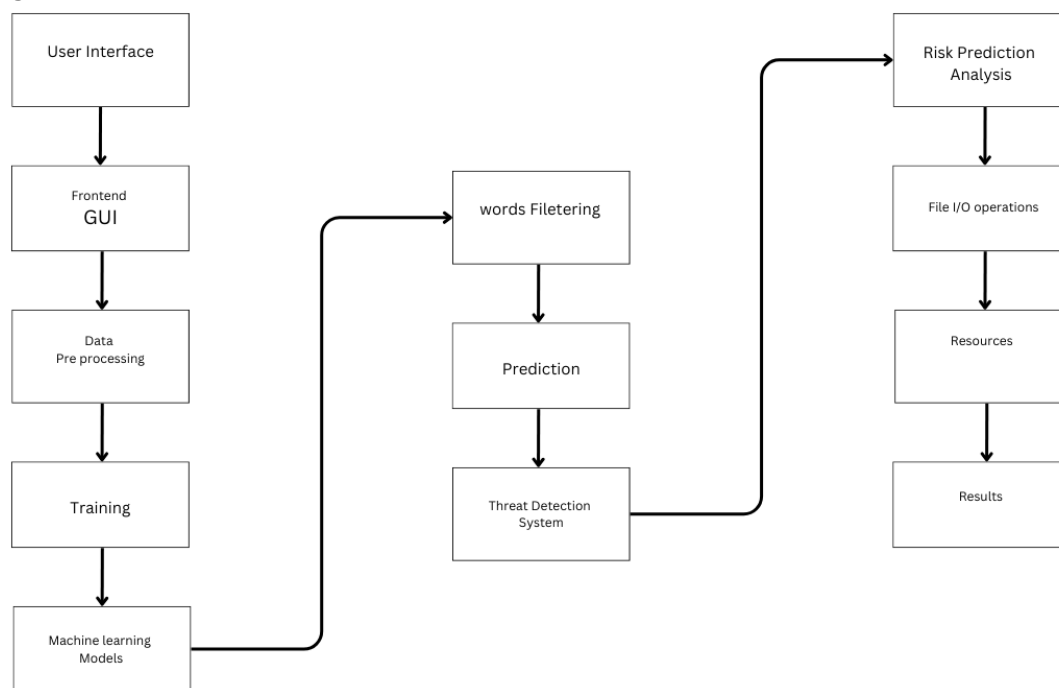 User Interface
Frontend
GUI
Data
Pre processing
Training
Machine learning
Models
words Filetering
Prediction
Threat Detection
System
Risk Prediction
Analysis
File I/O operations
Resources
Results